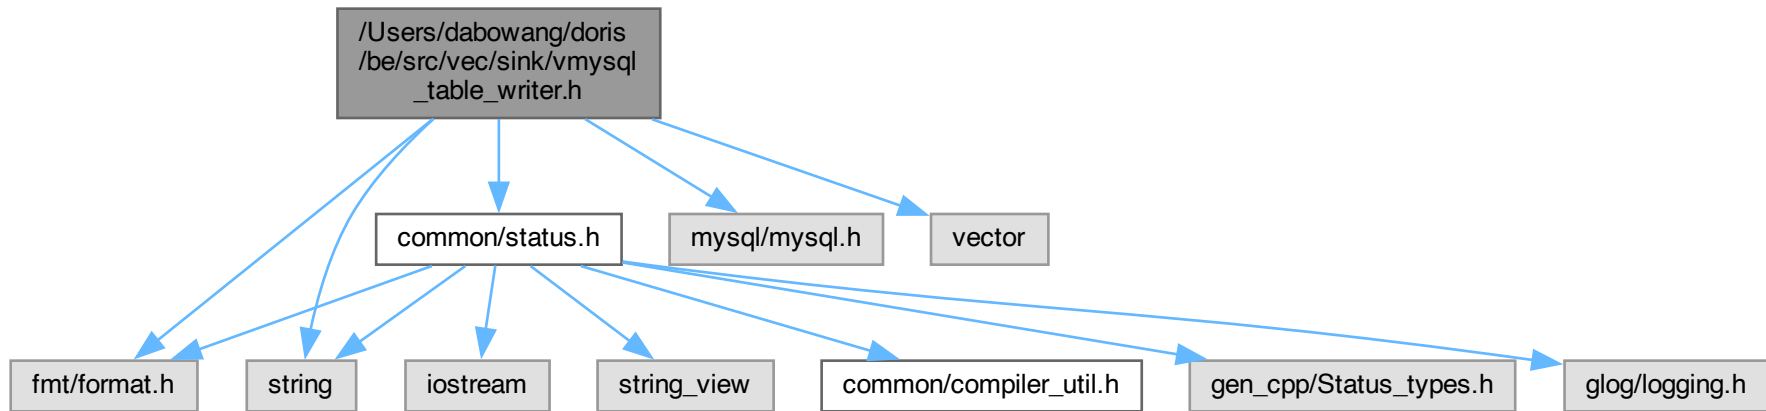 /Users/dabowang/doris
/be/src/vec/sink/vmysql
_table_writer.h
common/status.h
mysql/mysql.h
vector
fmt/format.h
string
iostream
string_view
common/compiler_util.h
gen_cpp/Status_types.h
glog/logging.h